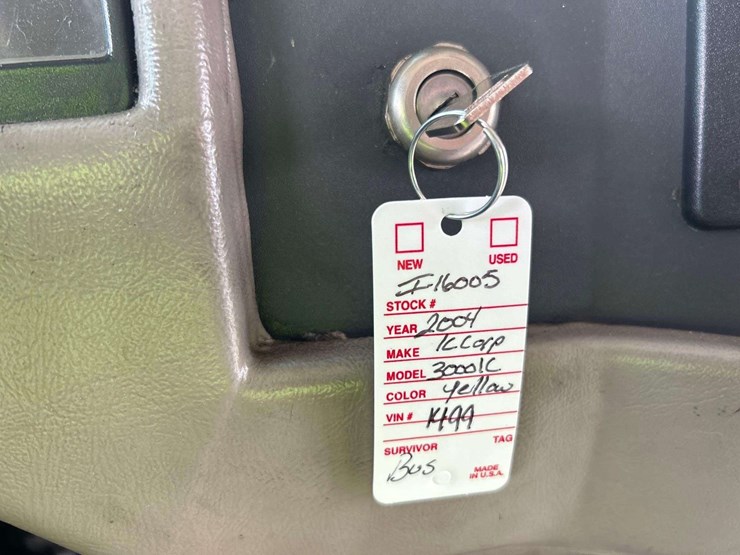 NEW USED
I-16005
STOCK #
YEAR 2004
MAKE IC Corp
MODEL 3000IC
COLOR yellow
VIN # K199
SURVIVOR TAG
Bus
MADE
IN U.S.A.